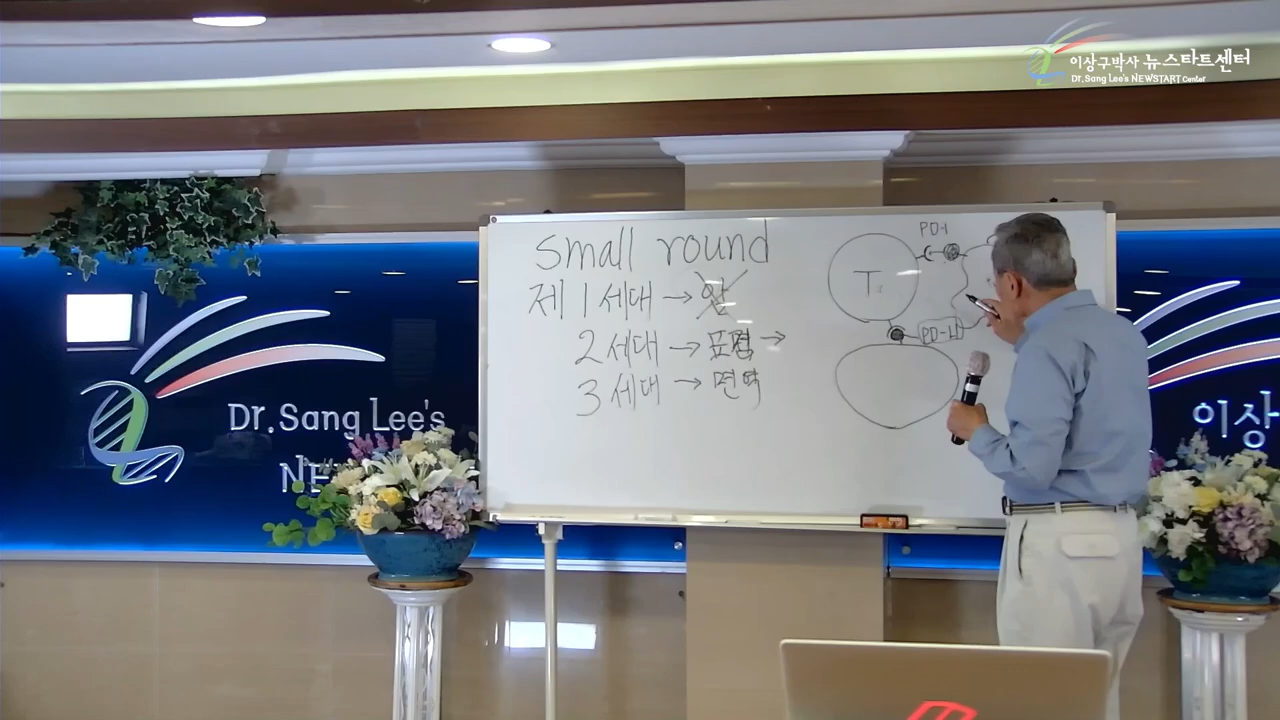 이상구박사 뉴스타트센터
Dr.Sang Lee's NEWSTART Center
small round
제 1세대 → 암
2세대 → 표적 →
3세대 → 면역
PD-1
T
PD-L1
Dr.Sang Lee's
NE
이상